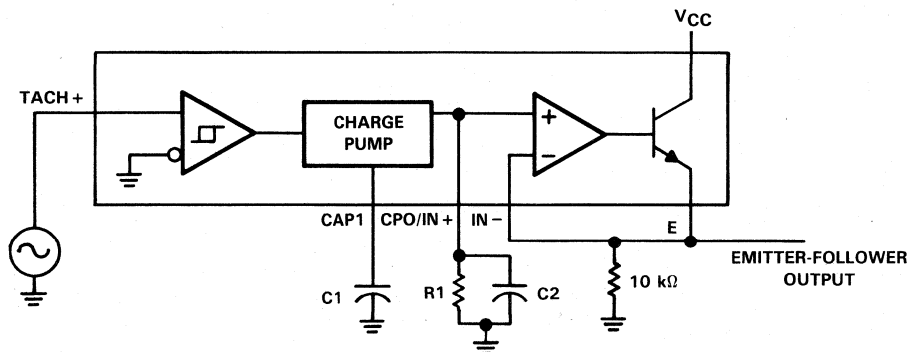 VCC
TACH+
CHARGE
PUMP
+
−
CAP1 CPO/IN+ IN− E
C1
R1
C2
10 kΩ
EMITTER-FOLLOWER
OUTPUT